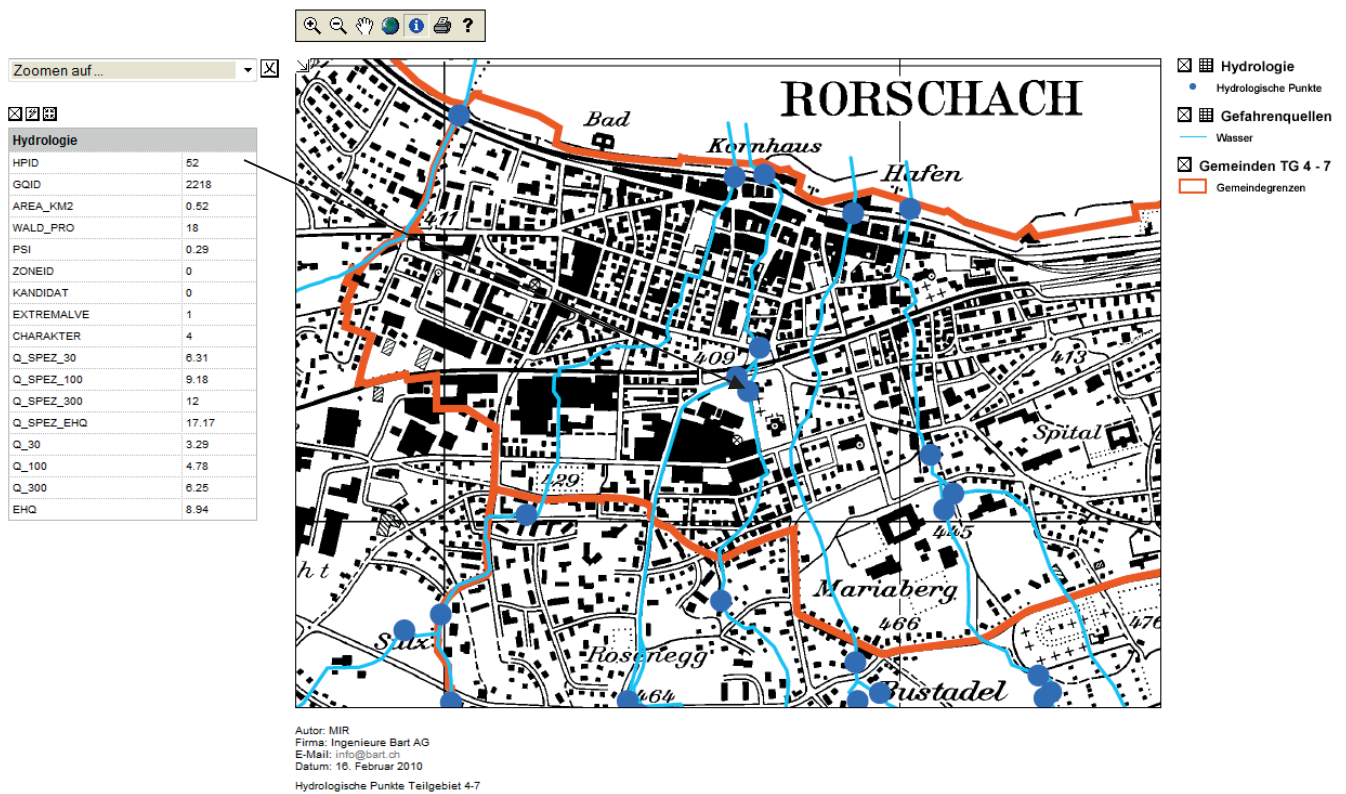 ?
Zoomen auf...
Hydrologie
HPID 52
GQID 2218
AREA_KM2 0.52
WALD_PRO 18
PSI 0.29
ZONEID 0
KANDIDAT 0
EXTREMALVE 1
CHARAKTER 4
Q_SPEZ_30 6.31
Q_SPEZ_100 9.18
Q_SPEZ_300 12
Q_SPEZ_EHQ 17.17
Q_30 3.29
Q_100 4.78
Q_300 6.25
EHQ 8.94
RORSCHACH
Bad
Kornhaus
Hafen
411
409
413
Spital
429
445
ht
Mariaberg
466
476
Sulz
Rosenegg
464
Bustadel
Hydrologie
Hydrologische Punkte
Gefahrenquellen
Wasser
Gemeinden TG 4 - 7
Gemeindegrenzen
Autor: MIR
Firma: Ingenieure Bart AG
E-Mail: info@bart.ch
Datum: 16. Februar 2010
Hydrologische Punkte Teilgebiet 4-7